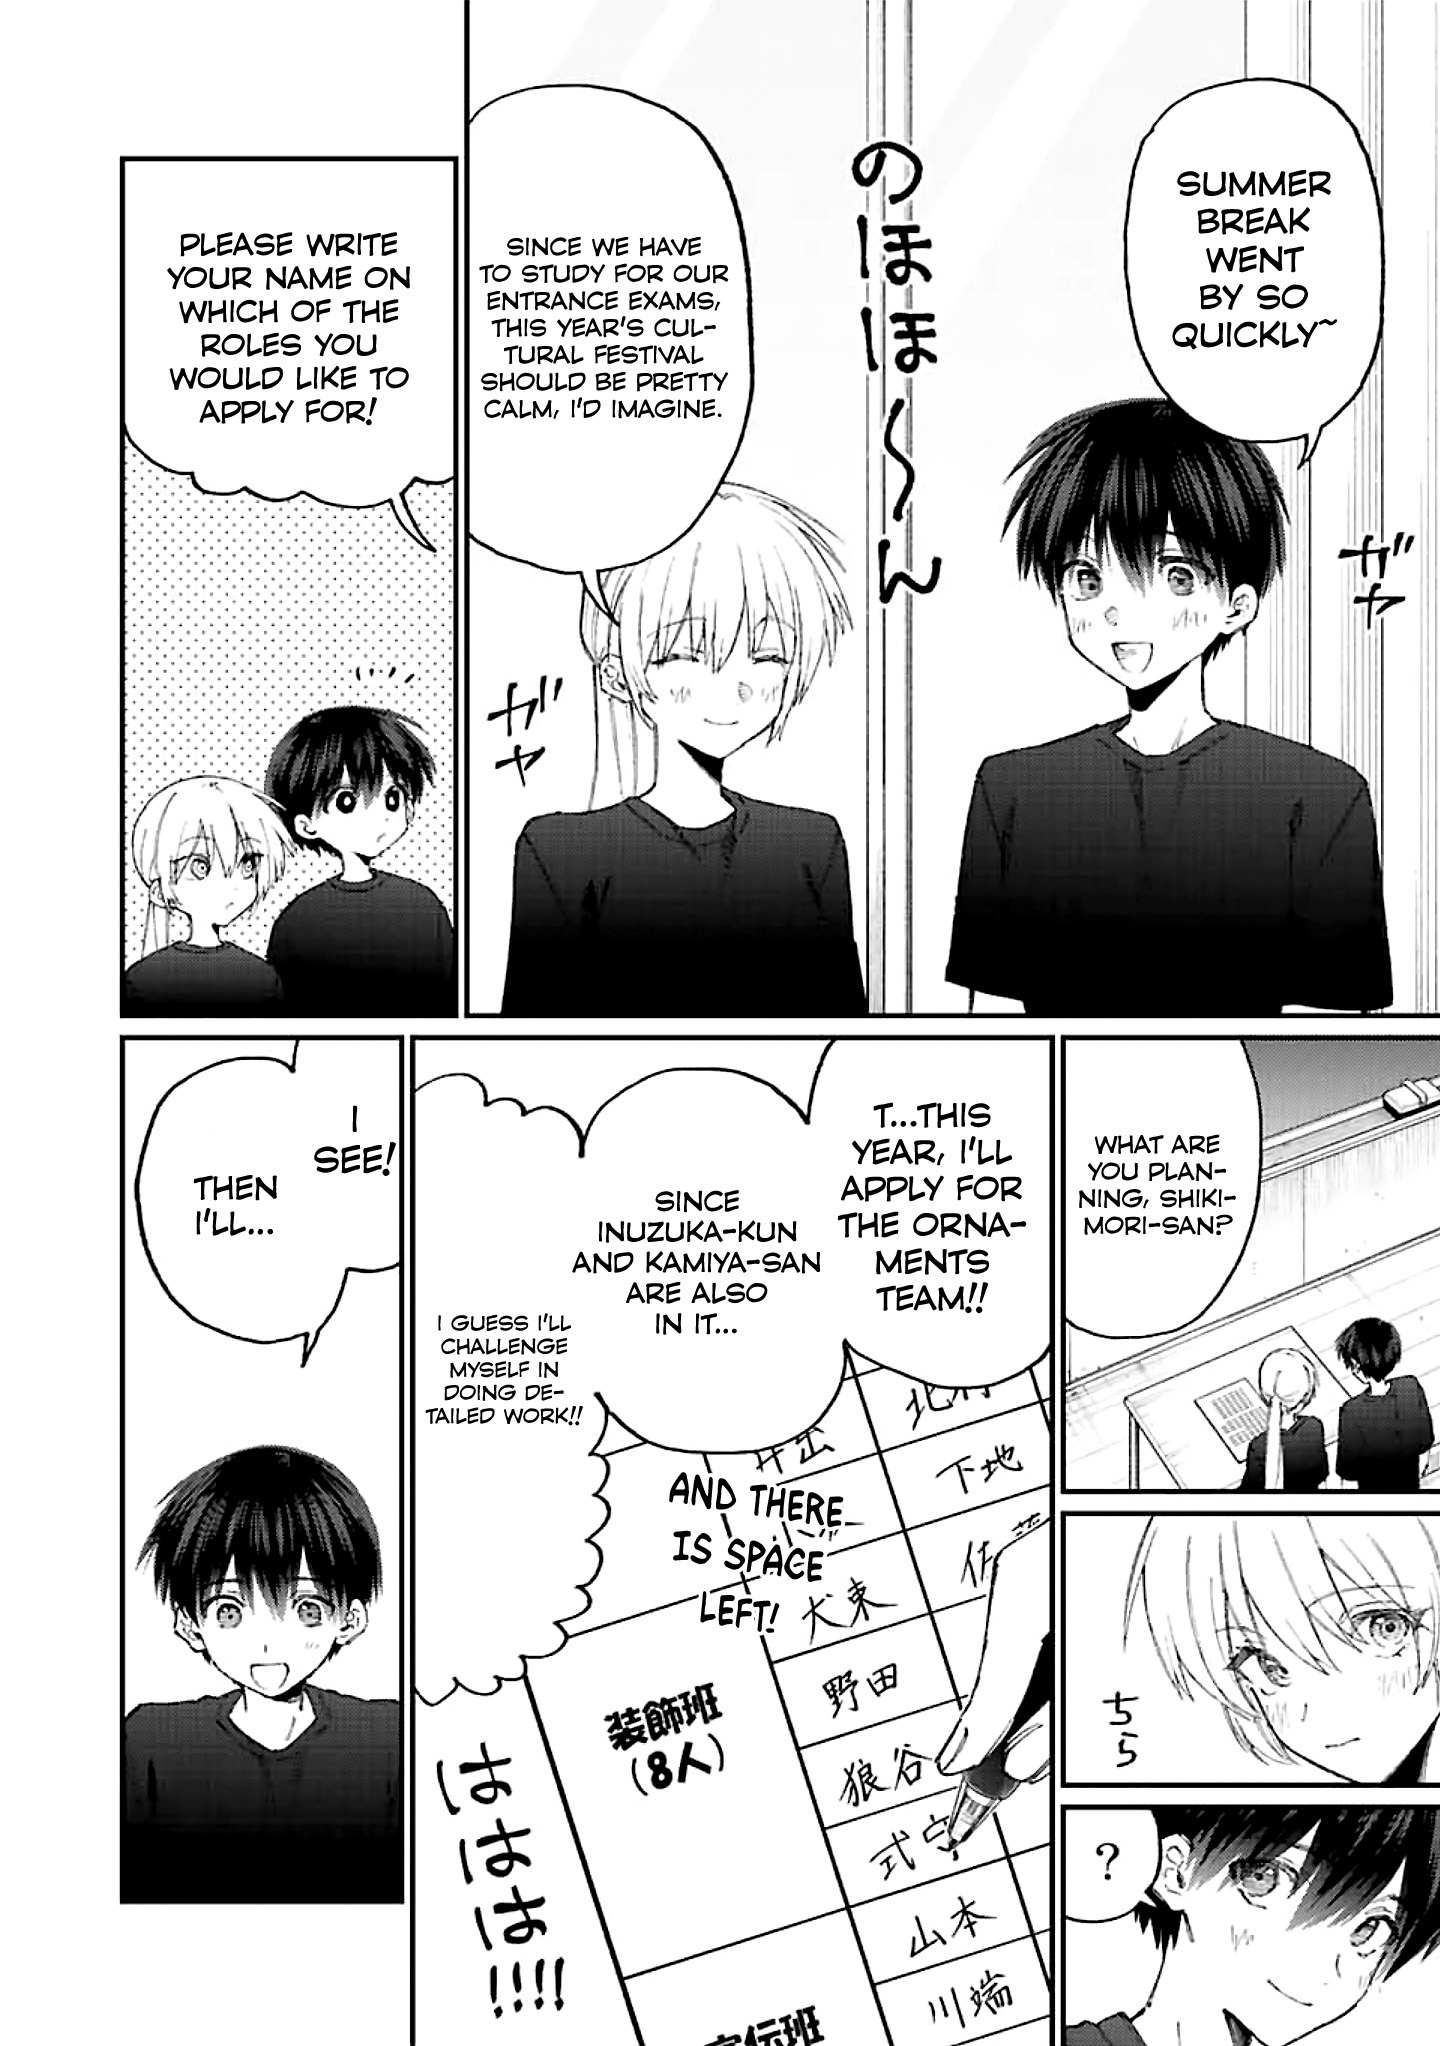 SUMMER
BREAK
WENT
BY SO
QUICKLY~
のほほ〜ん
ガヤ
SINCE WE HAVE
TO STUDY FOR OUR
ENTRANCE EXAMS,
THIS YEAR'S CUL-
TURAL FESTIVAL
SHOULD BE PRETTY
CALM, I'D IMAGINE.
ガヤ
PLEASE WRITE
YOUR NAME ON
WHICH OF THE
ROLES YOU
WOULD LIKE TO
APPLY FOR!
WHAT ARE
YOU PLAN-
NING, SHIKI-
MORI-SAN?
ちら
?
T...THIS
YEAR, I'LL
APPLY FOR
THE ORNA-
MENTS
TEAM!!
SINCE
INUZUKA-KUN
AND KAMIYA-SAN
ARE ALSO
IN IT...
I GUESS I'LL
CHALLENGE
MYSELF IN
DOING DE-
TAILED WORK!!
AND THERE
IS SPACE
LEFT!
下地
佐
犬束
野田
狼谷
式守
山本
川端
装飾班
(8人)
宣伝班
ははは!!!!
I
SEE!
THEN
I'LL...